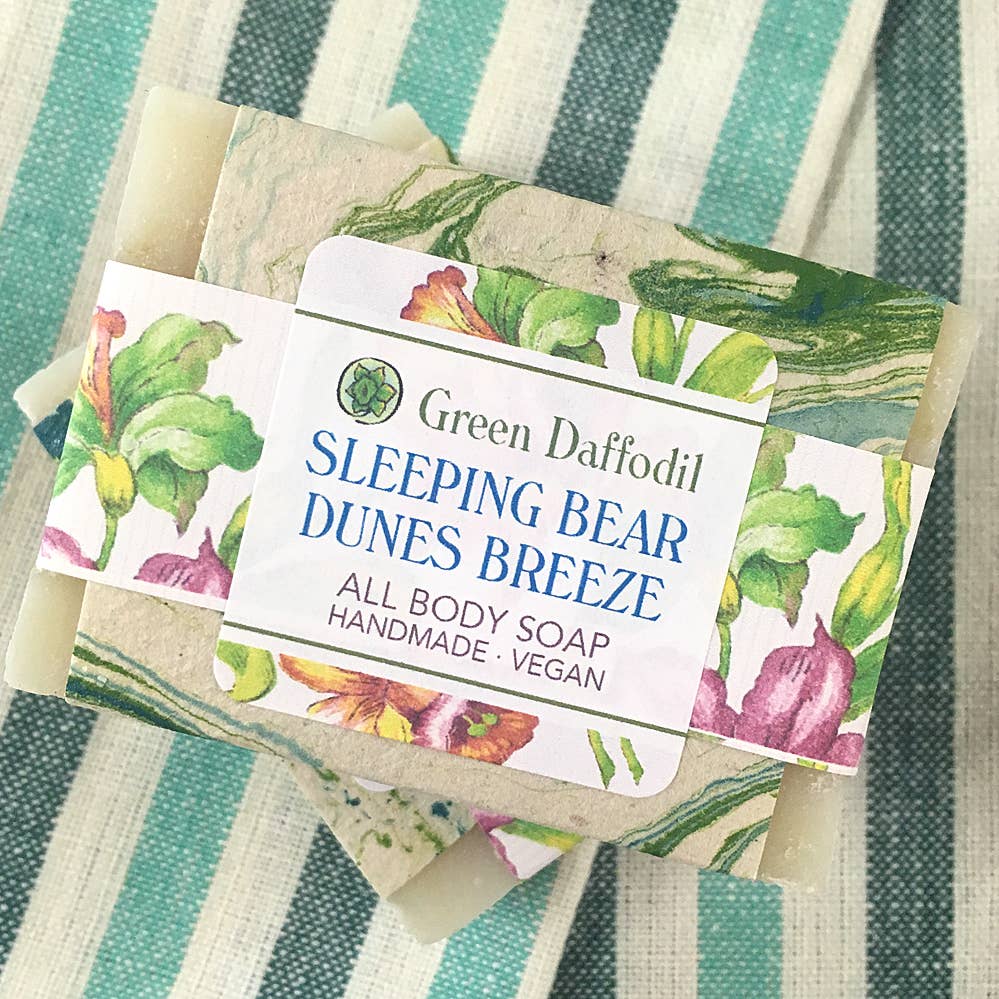 Green Daffodil
SLEEPING BEAR
DUNES BREEZE
ALL BODY SOAP
HANDMADE · VEGAN